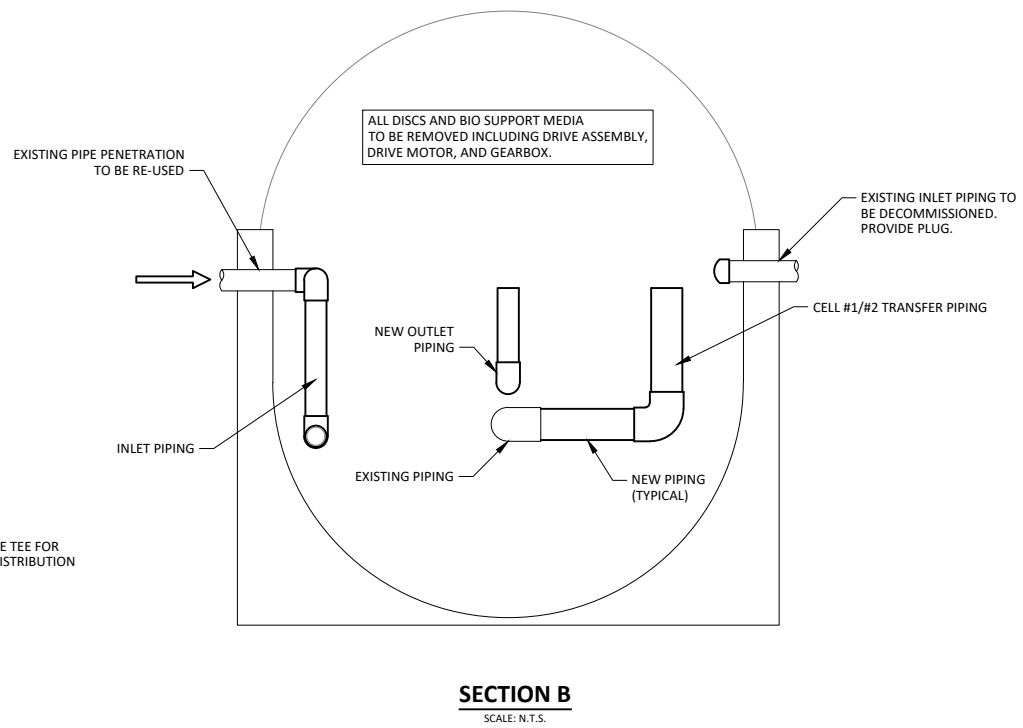 ALL DISCS AND BIO SUPPORT MEDIA
TO BE REMOVED INCLUDING DRIVE ASSEMBLY,
DRIVE MOTOR, AND GEARBOX.
EXISTING PIPE PENETRATION
TO BE RE-USED
EXISTING INLET PIPING TO
BE DECOMMISSIONED.
PROVIDE PLUG.
CELL #1/#2 TRANSFER PIPING
NEW OUTLET
PIPING
INLET PIPING
EXISTING PIPING
NEW PIPING
(TYPICAL)
E TEE FOR
ISTRIBUTION
SECTION B
SCALE: N.T.S.